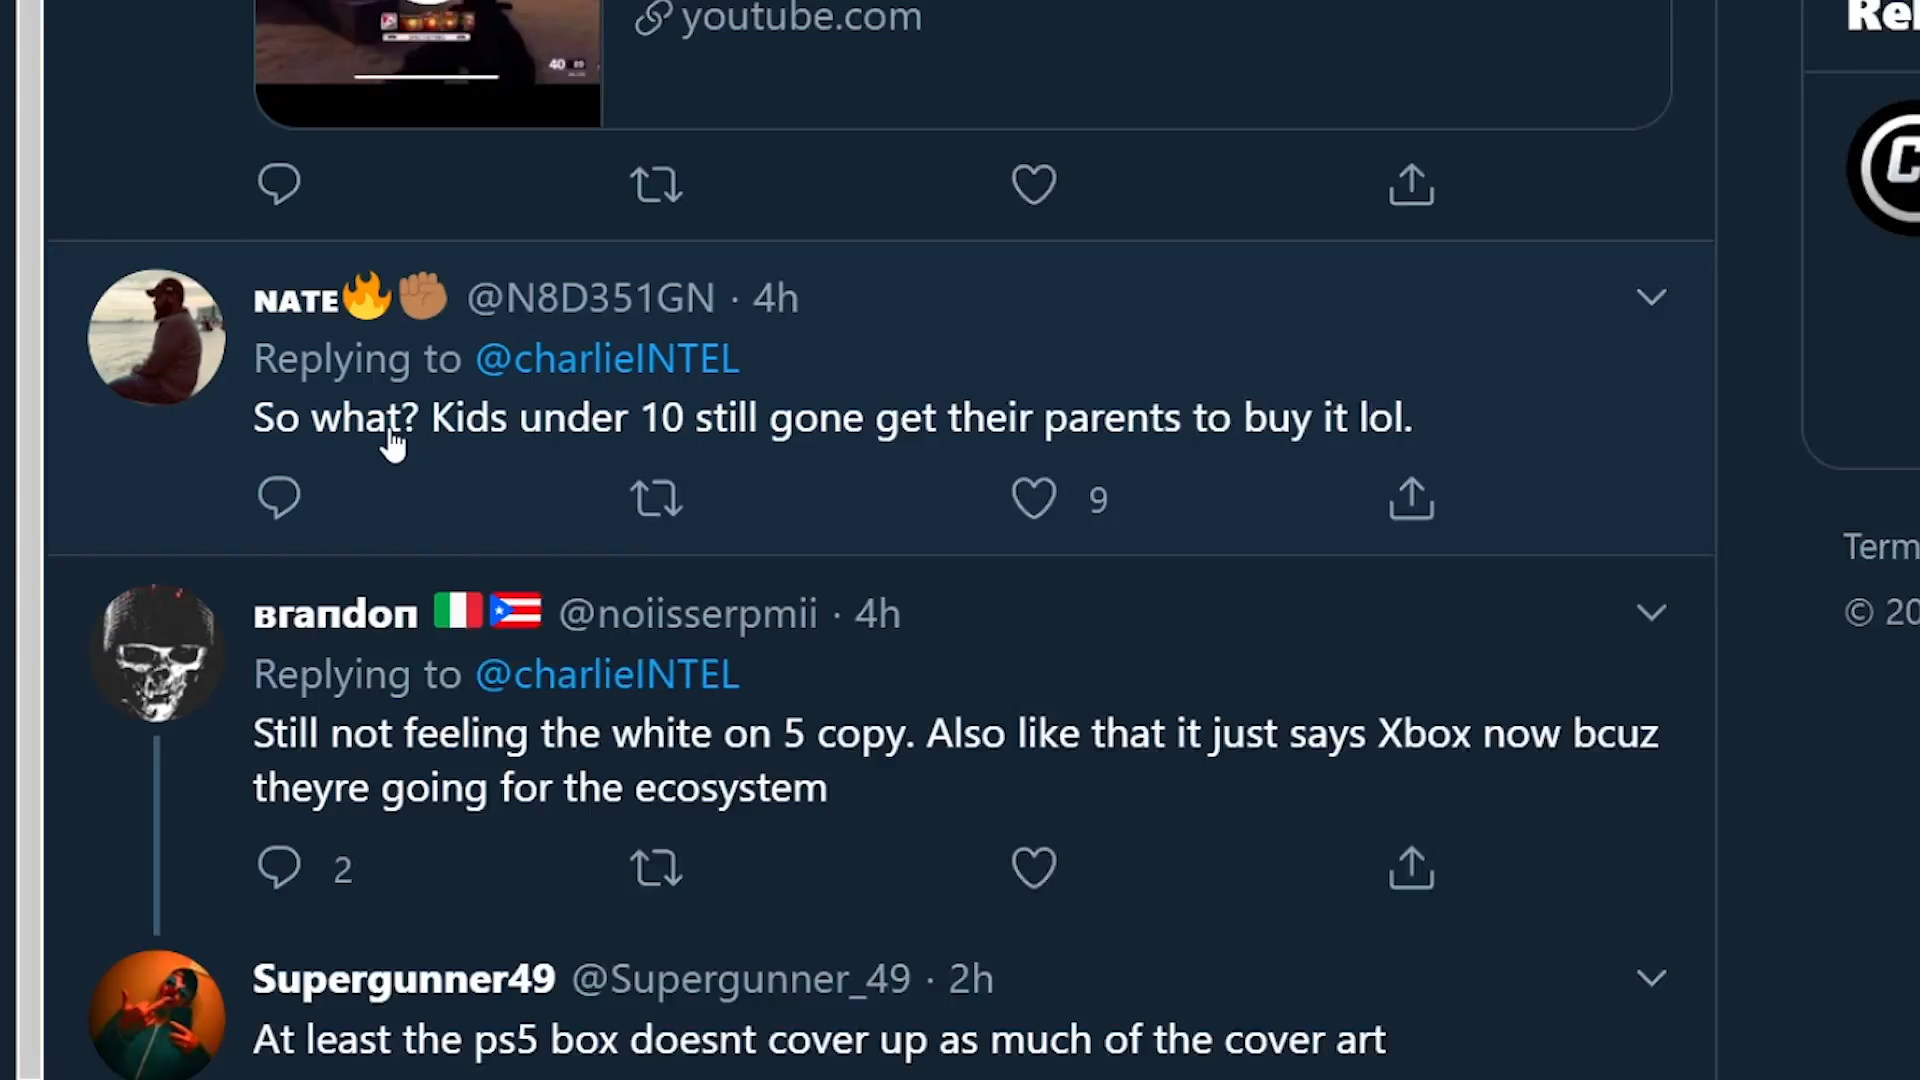 youtube.com
40
Rel
NATE🔥✊🏽 @N8D351GN · 4h
Replying to @charlieINTEL
So what? Kids under 10 still gone get their parents to buy it lol.
9
вrandon 🇮🇹🇵🇷 @noiisserpmii · 4h
Replying to @charlieINTEL
Still not feeling the white on 5 copy. Also like that it just says Xbox now bcuz
theyre going for the ecosystem
2
Term
© 20
Supergunner49 @Supergunner_49 · 2h
At least the ps5 box doesnt cover up as much of the cover art